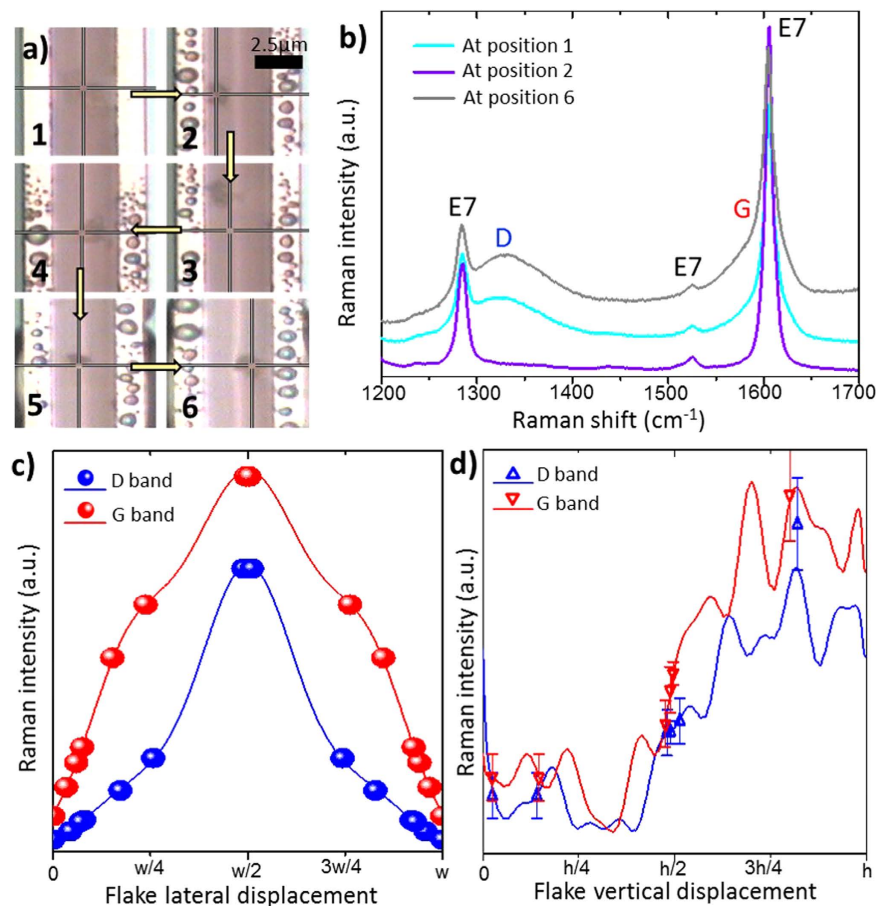 a)
2.5μm
1
2
4
3
5
6
b)
Raman intensity (a.u.)
At position 1
At position 2
At position 6
E7
D
E7
G
E7
1200
1300
1400
1500
1600
1700
Raman shift (cm⁻¹)
c)
Raman intensity (a.u.)
D band
G band
0
w/4
w/2
3w/4
w
Flake lateral displacement
d)
Raman intensity (a.u.)
D band
G band
0
h/4
h/2
3h/4
h
Flake vertical displacement